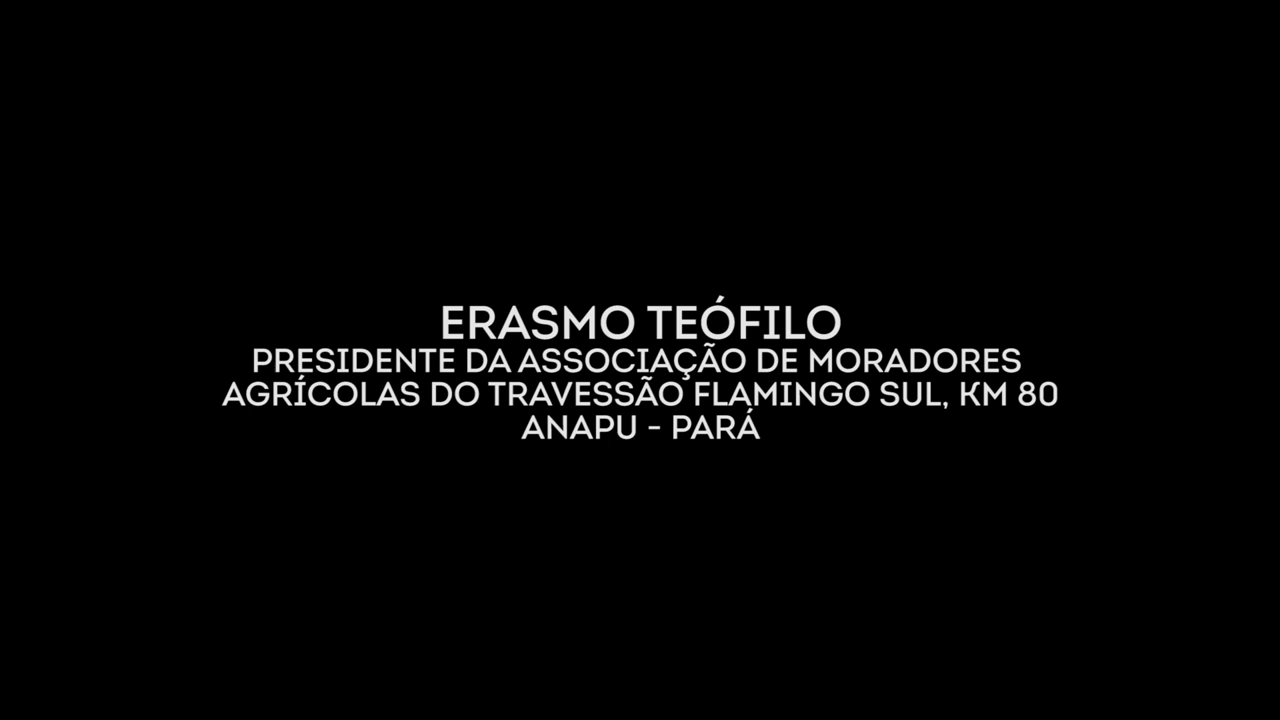 ERASMO TEÓFILO
PRESIDENTE DA ASSOCIAÇÃO DE MORADORES
AGRÍCOLAS DO TRAVESSÃO FLAMINGO SUL, KM 80
ANAPU - PARÁ